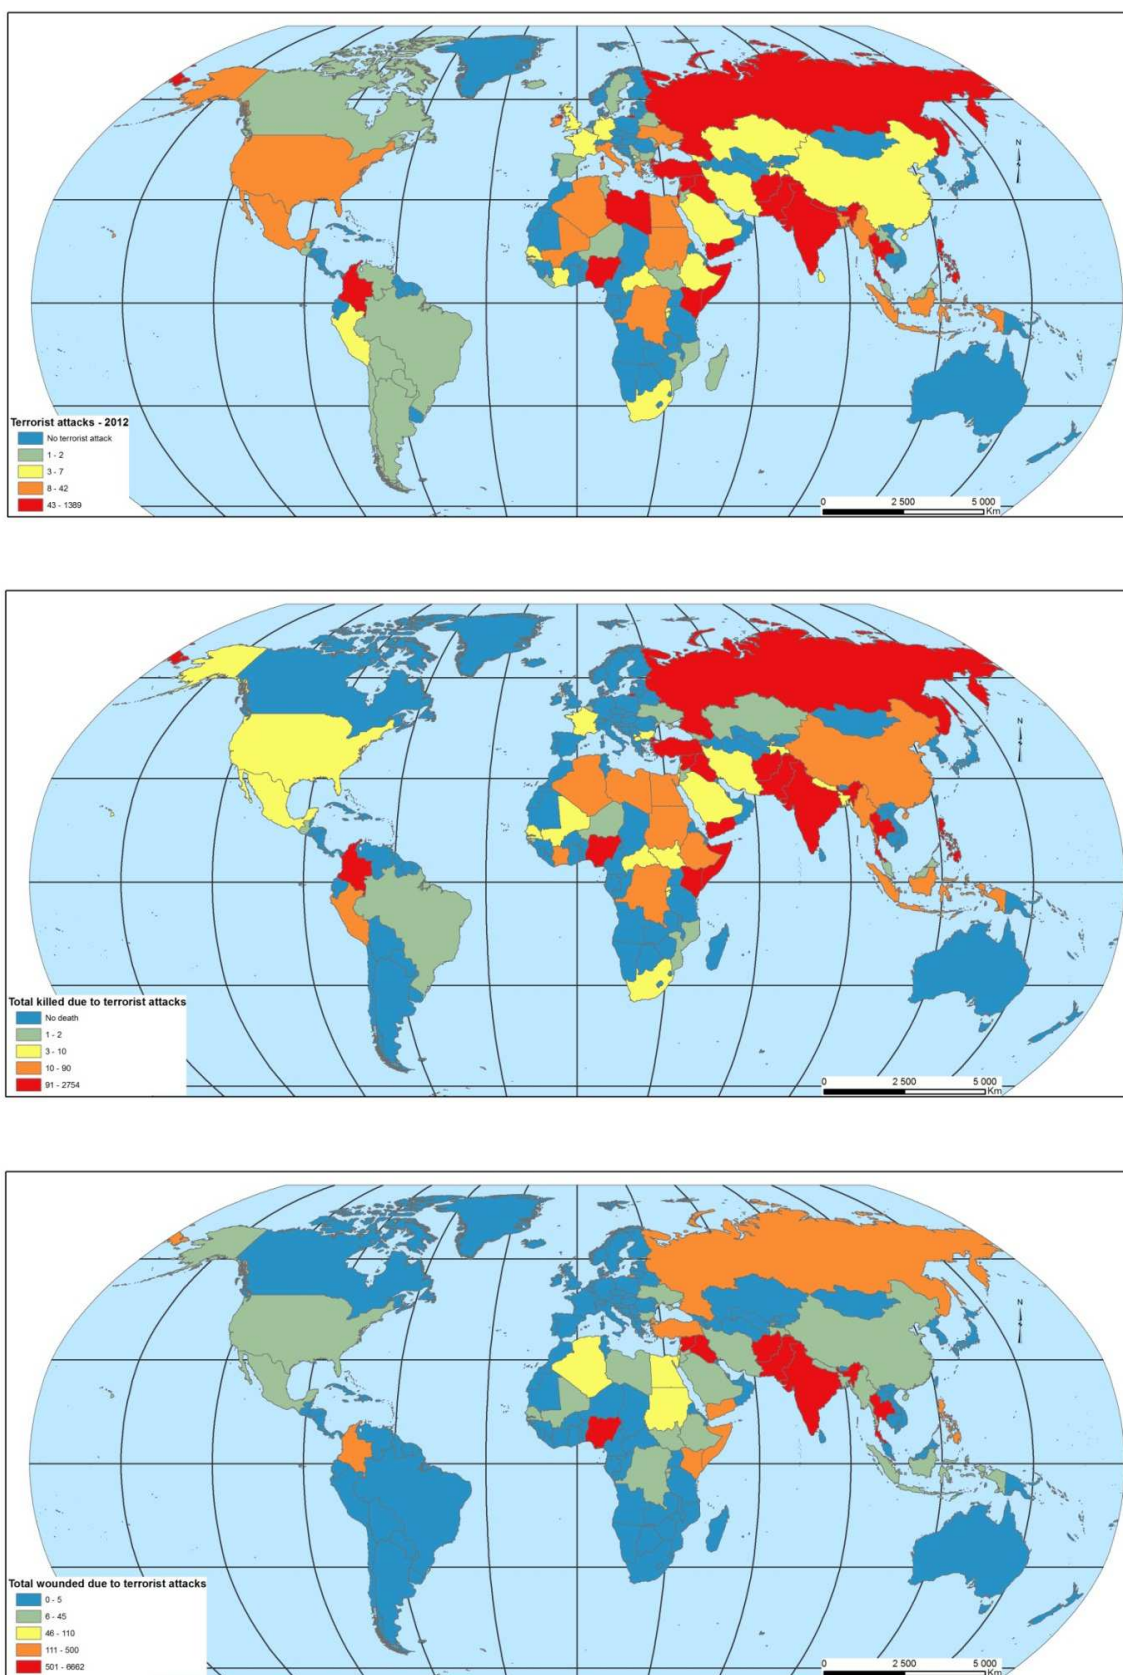 N
Terrorist attacks - 2012
No terrorist attack
1 - 2
3 - 7
8 - 42
43 - 1389
0 2 500 5 000
Km
N
Total killed due to terrorist attacks
No death
1 - 2
3 - 10
10 - 90
91 - 2754
0 2 500 5 000
Km
N
Total wounded due to terrorist attacks
0 - 5
6 - 45
46 - 110
111 - 500
501 - 6662
0 2 500 5 000
Km